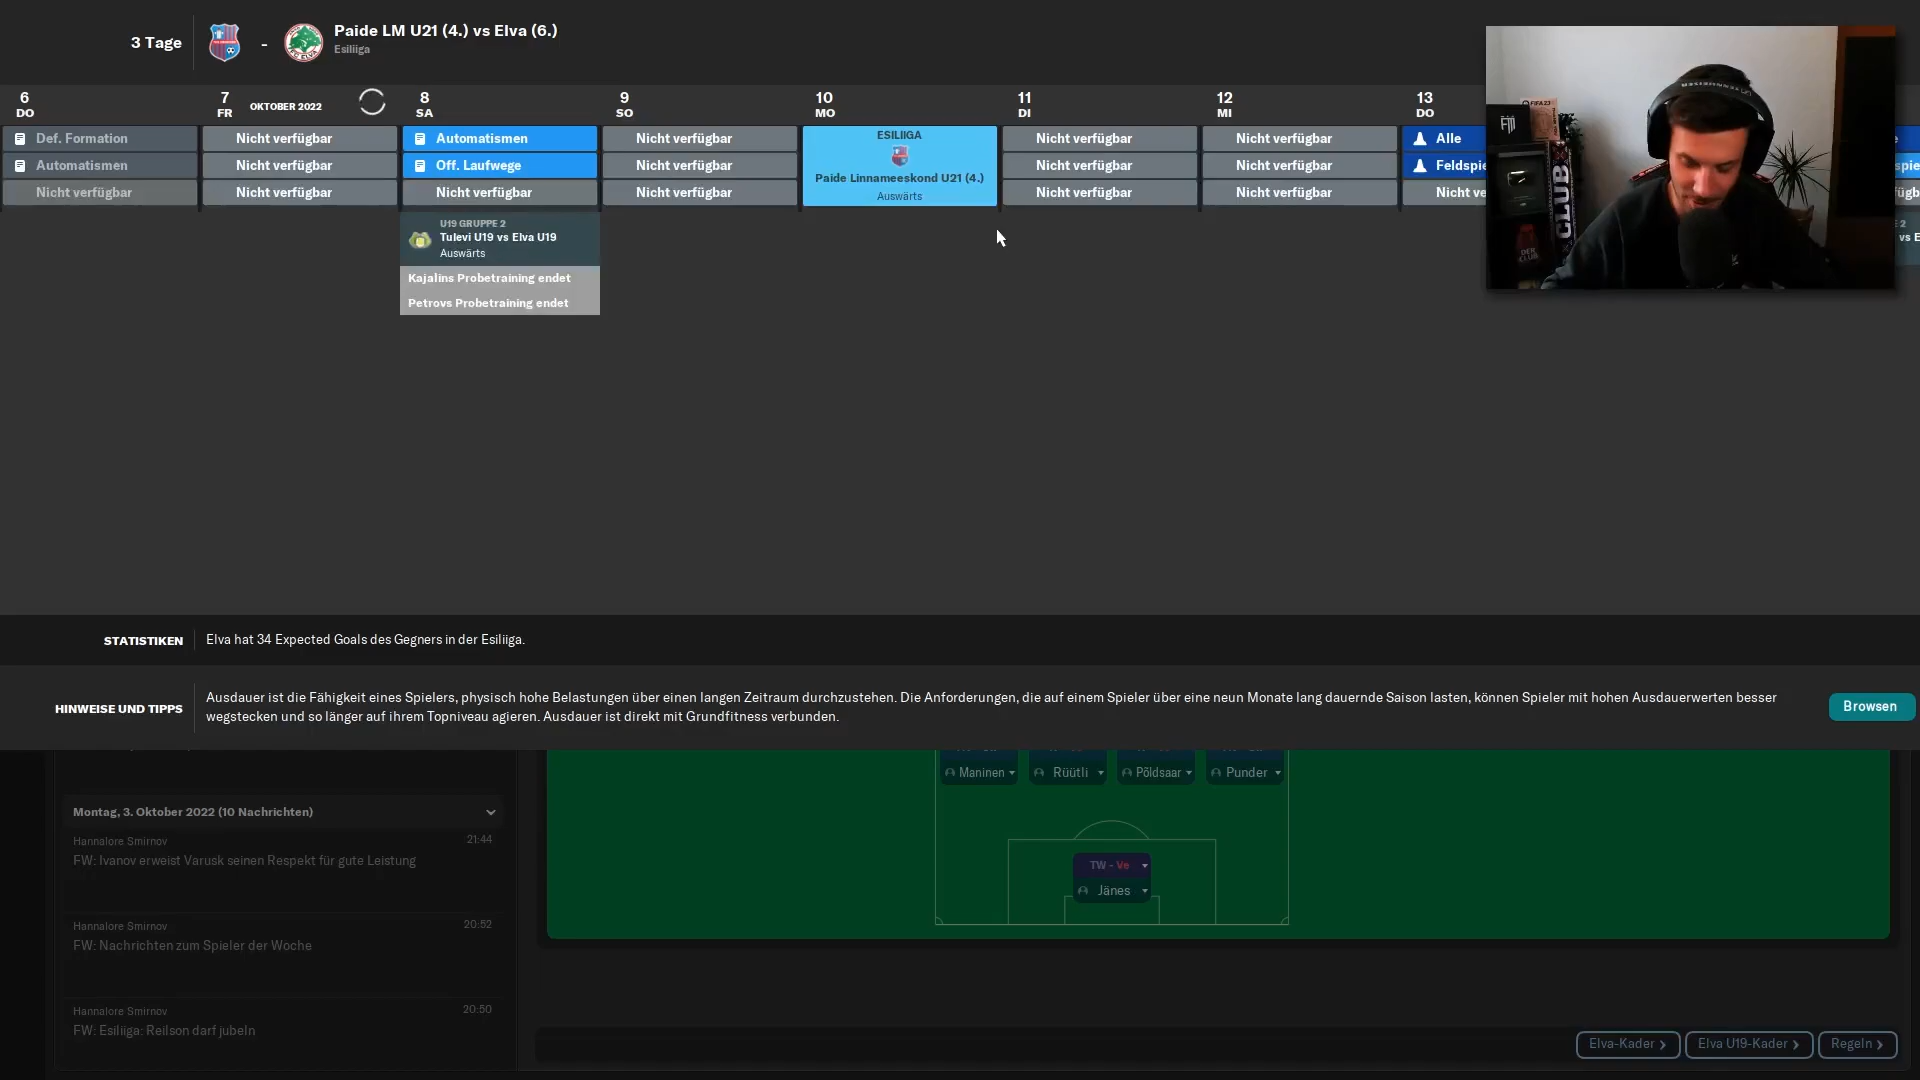 3 Tage
-
Paide LM U21 (4.) vs Elva (6.)
Esiliiga
6
DO
7
FR
OKTOBER 2022
8
SA
9
SO
10
MO
11
DI
12
MI
13
DO
Def. Formation
Nicht verfügbar
Automatismen
Nicht verfügbar
ESILIIGA
Nicht verfügbar
Nicht verfügbar
Alle
Automatismen
Nicht verfügbar
Off. Laufwege
Nicht verfügbar
Paide Linnameeskond U21 (4.)
Auswärts
Nicht verfügbar
Nicht verfügbar
Feldspie
Nicht verfügbar
Nicht verfügbar
Nicht verfügbar
Nicht verfügbar
Nicht verfügbar
Nicht verfügbar
Nicht ve
U19 GRUPPE 2
Tulevi U19 vs Elva U19
Auswärts
Kajalins Probetraining endet
Petrovs Probetraining endet
FIFA 23
CLUB
DER
CLUB
vs E
STATISTIKEN
Elva hat 34 Expected Goals des Gegners in der Esiliiga.
HINWEISE UND TIPPS
Ausdauer ist die Fähigkeit eines Spielers, physisch hohe Belastungen über einen langen Zeitraum durchzustehen. Die Anforderungen, die auf einem Spieler über eine neun Monate lang dauernde Saison lasten, können Spieler mit hohen Ausdauerwerten besser
wegstecken und so länger auf ihrem Topniveau agieren. Ausdauer ist direkt mit Grundfitness verbunden.
Browsen
Maninen
Rüütli
Põldsaar
Punder
Montag, 3. Oktober 2022 (10 Nachrichten)
Hannalore Smirnov
21:44
FW: Ivanov erweist Varusk seinen Respekt für gute Leistung
TW - Ve
Jänes
Hannalore Smirnov
20:52
FW: Nachrichten zum Spieler der Woche
Hannalore Smirnov
20:50
FW: Esiliiga: Reilson darf jubeln
Elva-Kader
Elva U19-Kader
Regeln